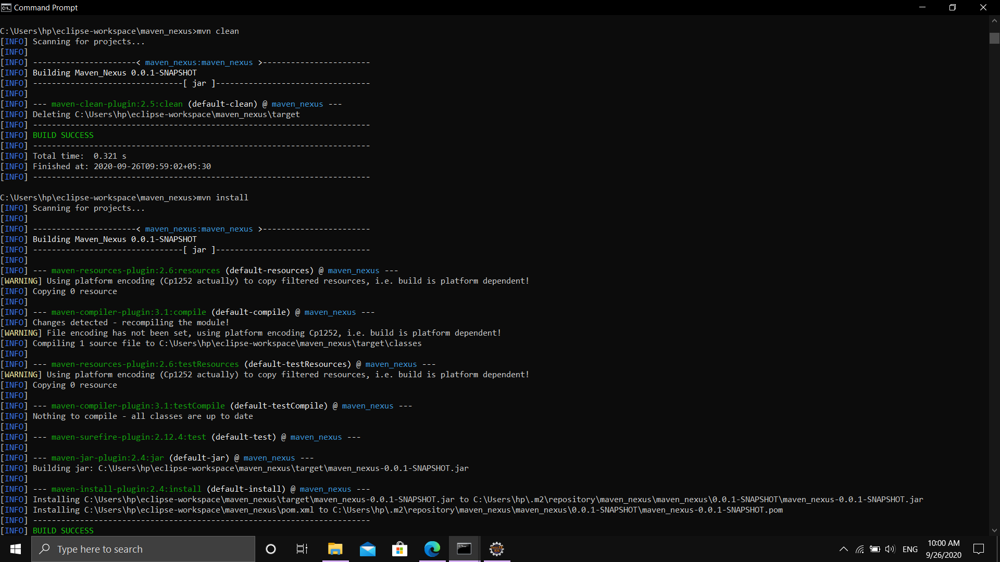 Command Prompt
C:\Users\hp\eclipse-workspace\maven_nexus>mvn clean
[INFO] Scanning for projects...
[INFO]
[INFO] ----------------------< maven_nexus:maven_nexus >-----------------------
[INFO] Building Maven_Nexus 0.0.1-SNAPSHOT
[INFO] --------------------------------[ jar ]---------------------------------
[INFO]
[INFO] --- maven-clean-plugin:2.5:clean (default-clean) @ maven_nexus ---
[INFO] Deleting C:\Users\hp\eclipse-workspace\maven_nexus\target
[INFO] ------------------------------------------------------------------------
[INFO] BUILD SUCCESS
[INFO] ------------------------------------------------------------------------
[INFO] Total time:  0.321 s
[INFO] Finished at: 2020-09-26T09:59:02+05:30
[INFO] ------------------------------------------------------------------------
C:\Users\hp\eclipse-workspace\maven_nexus>mvn install
[INFO] Scanning for projects...
[INFO]
[INFO] ----------------------< maven_nexus:maven_nexus >-----------------------
[INFO] Building Maven_Nexus 0.0.1-SNAPSHOT
[INFO] --------------------------------[ jar ]---------------------------------
[INFO]
[INFO] --- maven-resources-plugin:2.6:resources (default-resources) @ maven_nexus ---
[WARNING] Using platform encoding (Cp1252 actually) to copy filtered resources, i.e. build is platform dependent!
[INFO] Copying 0 resource
[INFO]
[INFO] --- maven-compiler-plugin:3.1:compile (default-compile) @ maven_nexus ---
[INFO] Changes detected - recompiling the module!
[WARNING] File encoding has not been set, using platform encoding Cp1252, i.e. build is platform dependent!
[INFO] Compiling 1 source file to C:\Users\hp\eclipse-workspace\maven_nexus\target\classes
[INFO]
[INFO] --- maven-resources-plugin:2.6:testResources (default-testResources) @ maven_nexus ---
[WARNING] Using platform encoding (Cp1252 actually) to copy filtered resources, i.e. build is platform dependent!
[INFO] Copying 0 resource
[INFO]
[INFO] --- maven-compiler-plugin:3.1:testCompile (default-testCompile) @ maven_nexus ---
[INFO] Nothing to compile - all classes are up to date
[INFO]
[INFO] --- maven-surefire-plugin:2.12.4:test (default-test) @ maven_nexus ---
[INFO]
[INFO] --- maven-jar-plugin:2.4:jar (default-jar) @ maven_nexus ---
[INFO] Building jar: C:\Users\hp\eclipse-workspace\maven_nexus\target\maven_nexus-0.0.1-SNAPSHOT.jar
[INFO]
[INFO] --- maven-install-plugin:2.4:install (default-install) @ maven_nexus ---
[INFO] Installing C:\Users\hp\eclipse-workspace\maven_nexus\target\maven_nexus-0.0.1-SNAPSHOT.jar to C:\Users\hp\.m2\repository\maven_nexus\maven_nexus\0.0.1-SNAPSHOT\maven_nexus-0.0.1-SNAPSHOT.jar
[INFO] Installing C:\Users\hp\eclipse-workspace\maven_nexus\pom.xml to C:\Users\hp\.m2\repository\maven_nexus\maven_nexus\0.0.1-SNAPSHOT\maven_nexus-0.0.1-SNAPSHOT.pom
[INFO] ------------------------------------------------------------------------
[INFO] BUILD SUCCESS
Type here to search
ENG
10:00 AM
9/26/2020